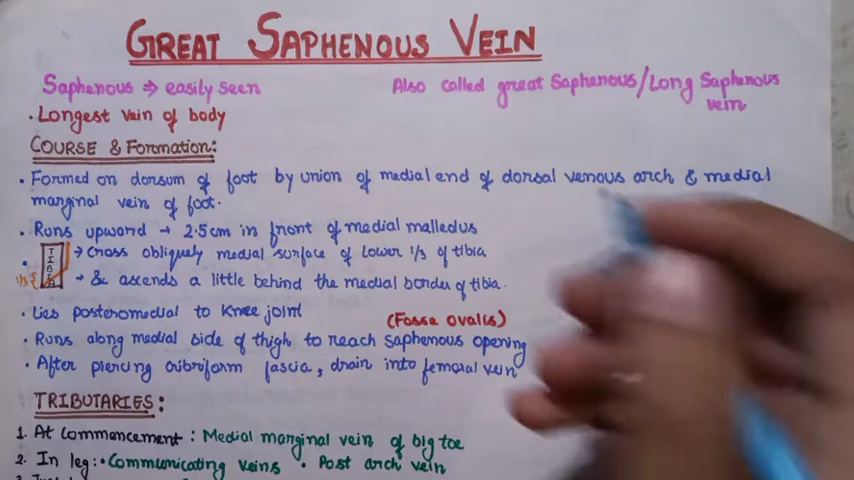 GREAT SAPHENOUS VEIN
Saphenous ⇒ easily seen
Also called great Saphenous/Long Saphenous vein
• Longest vein of body
COURSE & FORMATION:
• Formed on dorsum of foot by union of medial end of dorsal venous arch & medial
marginal vein of foot.
• Runs upward → 2.5cm in front of medial malledus
• TIBIA 1/3 → Cross obliquely medial surface of lower 1/3 of tibia
→ & ascends a little behind the medial border of tibia.
• Lies posteromedial to Knee joint
(Fossa ovalis)
• Runs along medial side of thigh to reach saphenous opening
• After piercing cribriform fascia, drain into femoral vein
TRIBUTARIES:
1. At Commancement : Medial marginal vein of big toe
2. In leg: • Communicating veins • Post arch vein